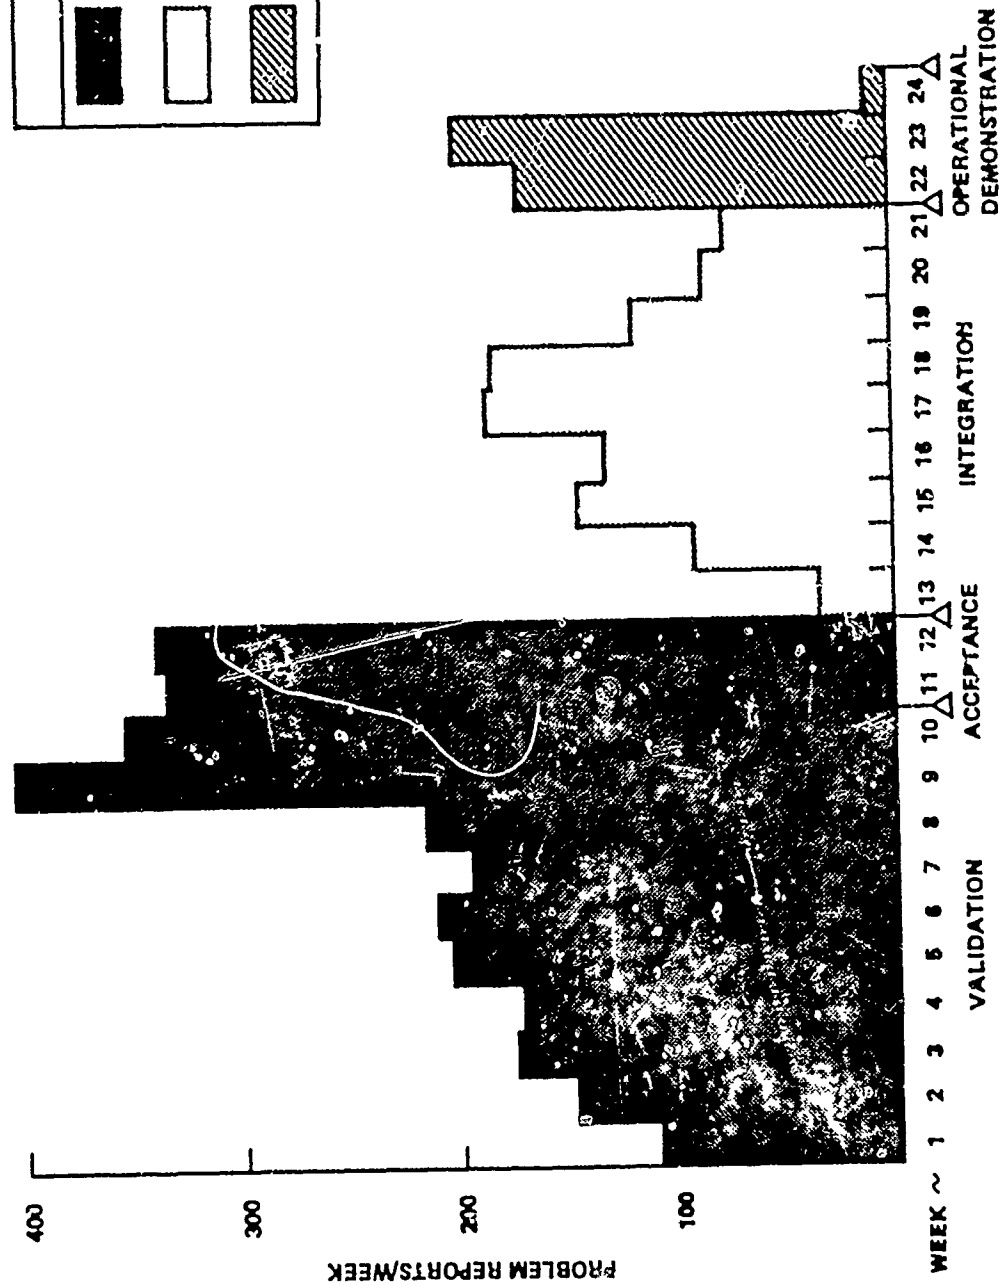 400
300
200
100
PROBLEM REPORTS/WEEK
WEEK ~ 1 2 3 4 5 6 7 8 9 10 11 12 13 14 15 16 17 18 19 20 21 22 23 24
VALIDATION ACCEPTANCE INTEGRATION OPERATIONAL
DEMONSTRATION